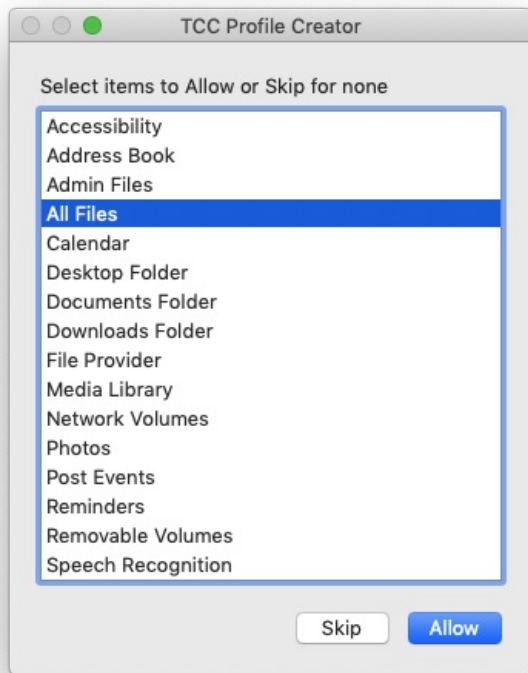 TCC Profile Creator
Select items to Allow or Skip for none
Accessibility
Address Book
Admin Files
All Files
Calendar
Desktop Folder
Documents Folder
Downloads Folder
File Provider
Media Library
Network Volumes
Photos
Post Events
Reminders
Removable Volumes
Speech Recognition
Skip Allow